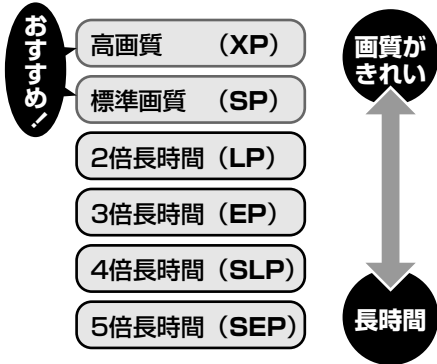 おすすめ！
高画質　　（XP）
標準画質　（SP）
2倍長時間（LP）
3倍長時間（EP）
4倍長時間（SLP）
5倍長時間（SEP）
画質が
きれい
長時間